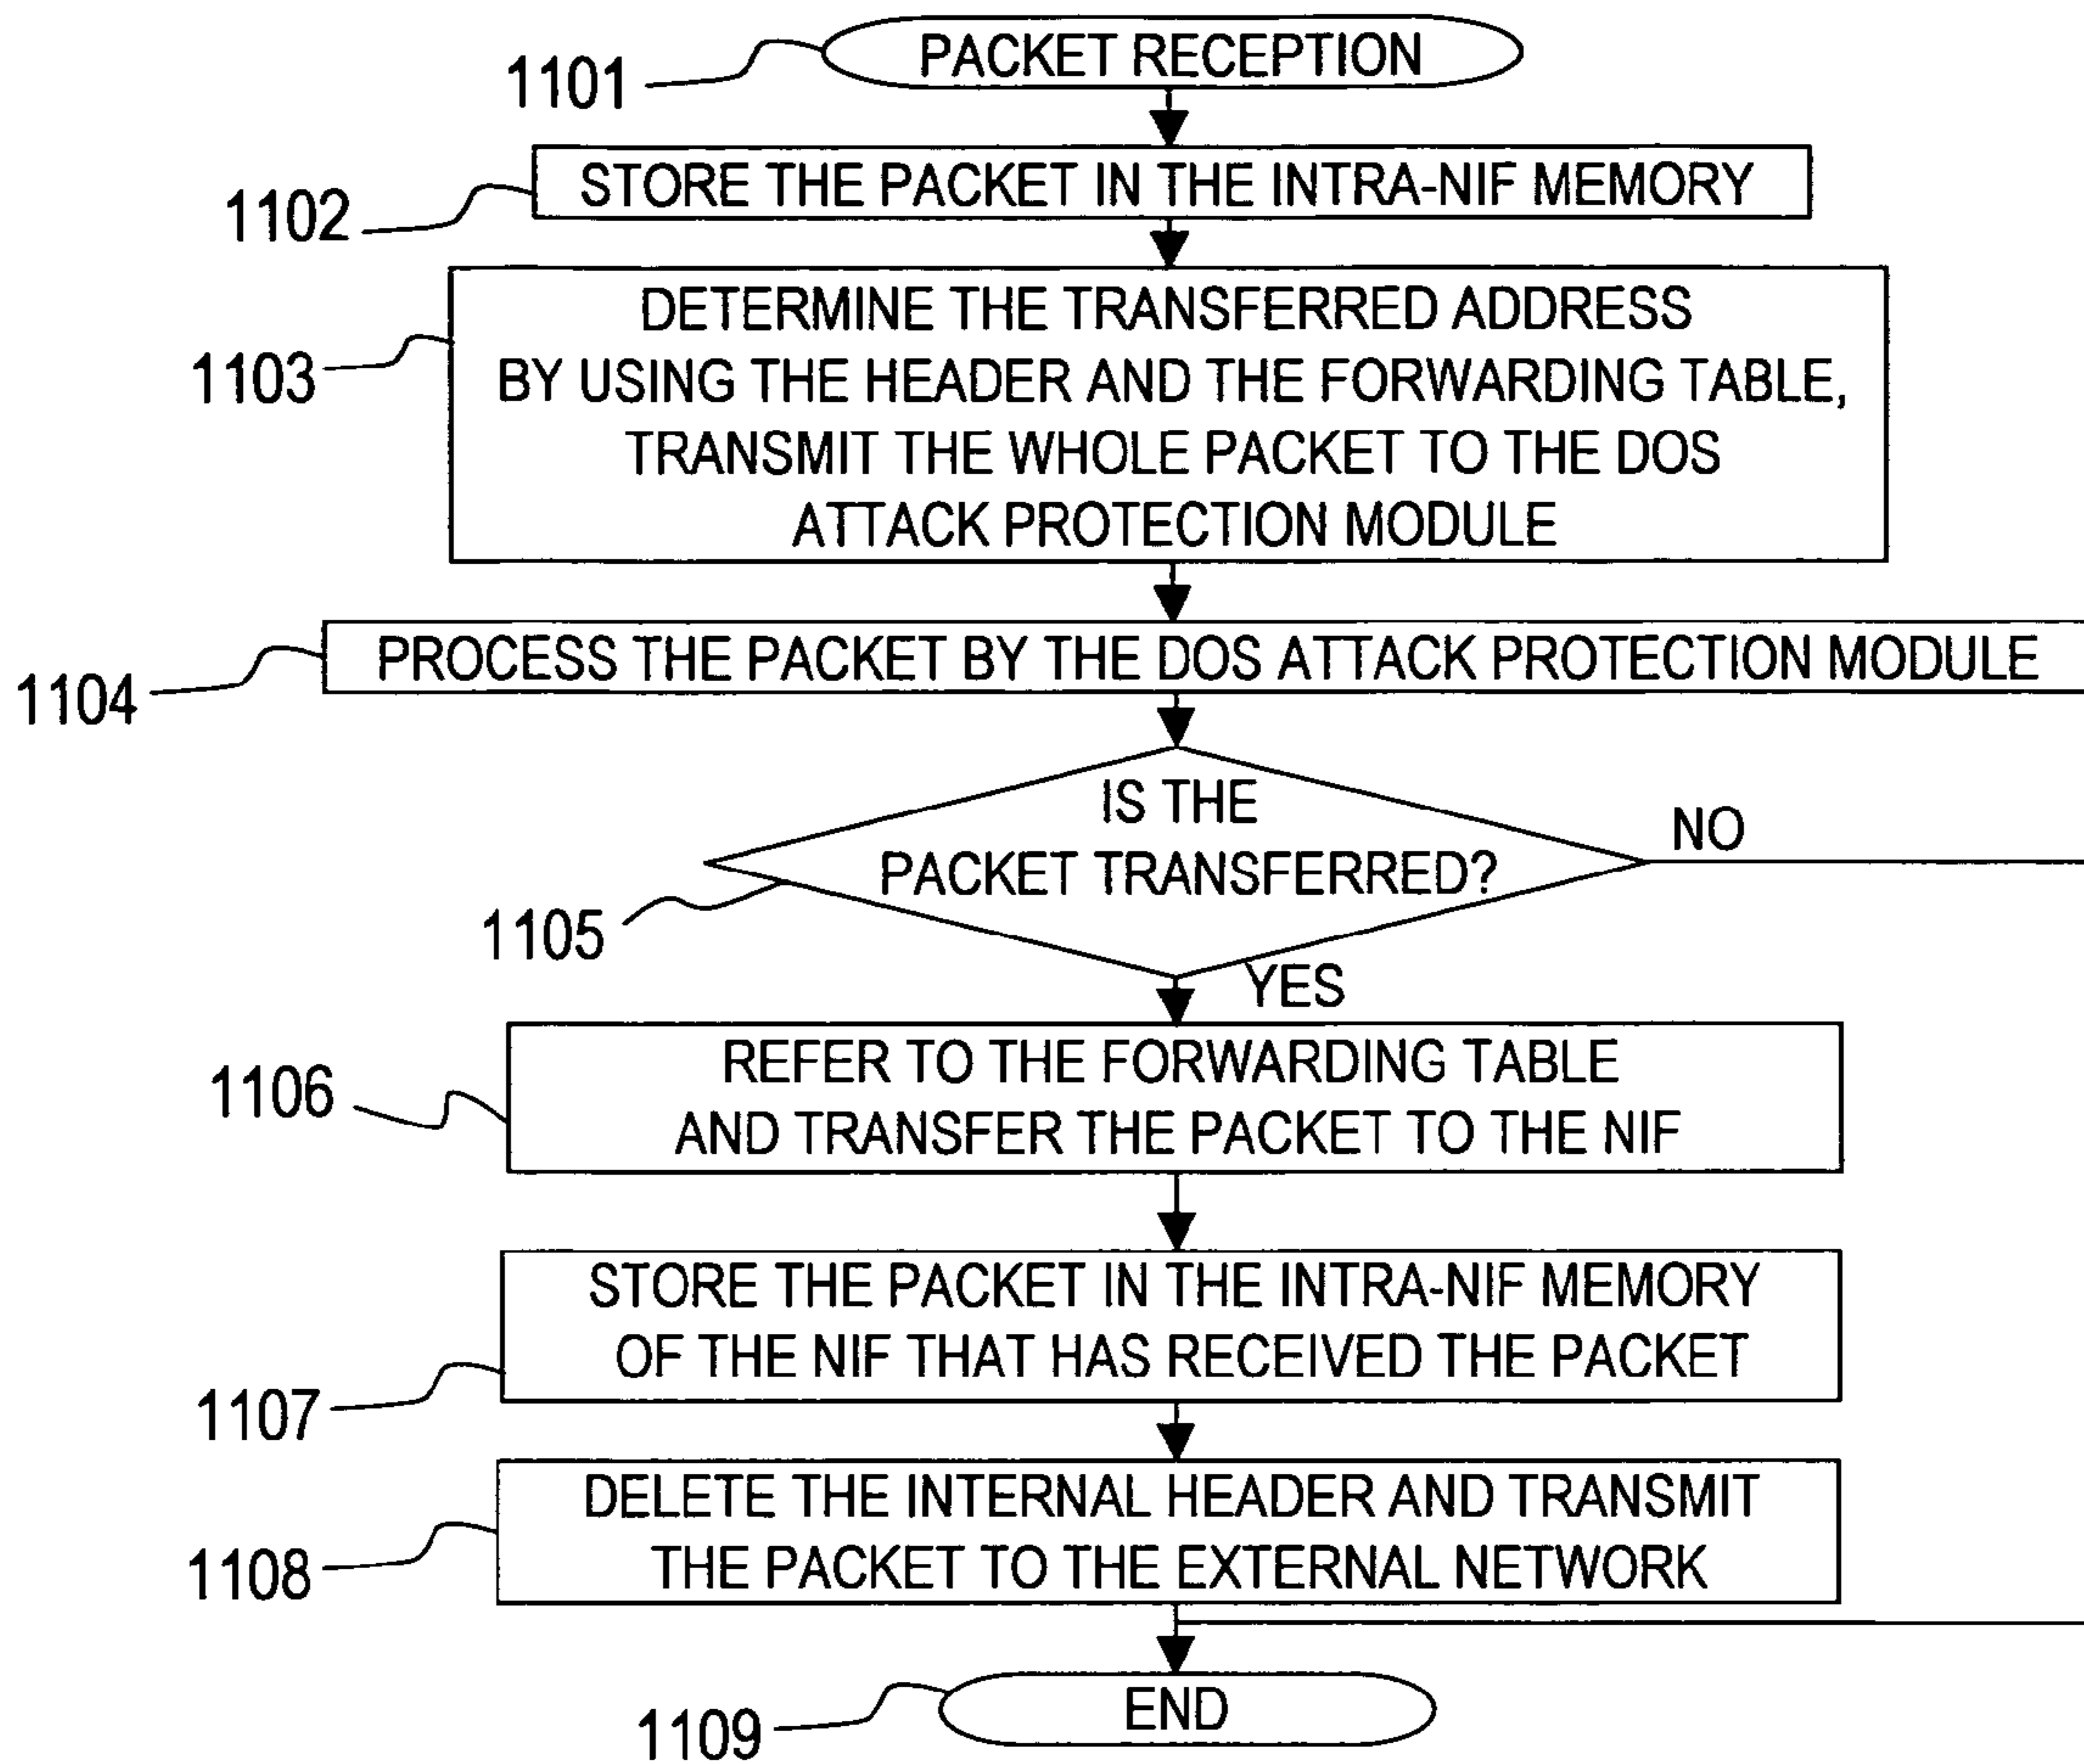 PACKET RECEPTION
1101
STORE THE PACKET IN THE INTRA-NIF MEMORY
1102
DETERMINE THE TRANSFERRED ADDRESS
BY USING THE HEADER AND THE FORWARDING TABLE,
TRANSMIT THE WHOLE PACKET TO THE DOS
ATTACK PROTECTION MODULE
1103
PROCESS THE PACKET BY THE DOS ATTACK PROTECTION MODULE
1104
IS THE
PACKET TRANSFERRED?
NO
1105
YES
REFER TO THE FORWARDING TABLE
AND TRANSFER THE PACKET TO THE NIF
1106
STORE THE PACKET IN THE INTRA-NIF MEMORY
OF THE NIF THAT HAS RECEIVED THE PACKET
1107
DELETE THE INTERNAL HEADER AND TRANSMIT
THE PACKET TO THE EXTERNAL NETWORK
1108
END
1109